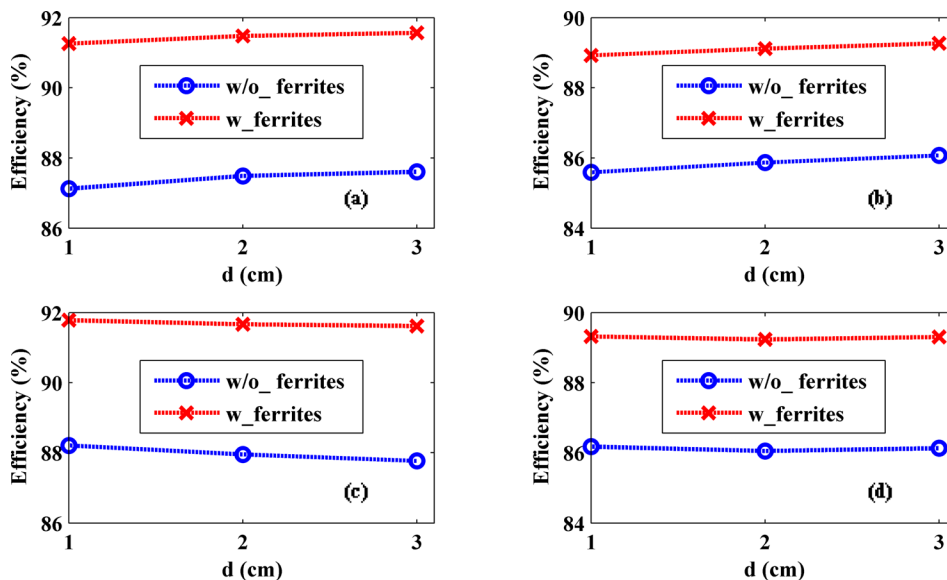 92
90
88
86
Efficiency (%)
w/o_ ferrites
w_ferrites
(a)
1 2 3
d (cm)
90
88
86
84
Efficiency (%)
w/o_ ferrites
w_ferrites
(b)
1 2 3
d (cm)
92
90
88
86
Efficiency (%)
w/o_ ferrites
w_ferrites
(c)
1 2 3
d (cm)
90
88
86
84
Efficiency (%)
w/o_ ferrites
w_ferrites
(d)
1 2 3
d (cm)